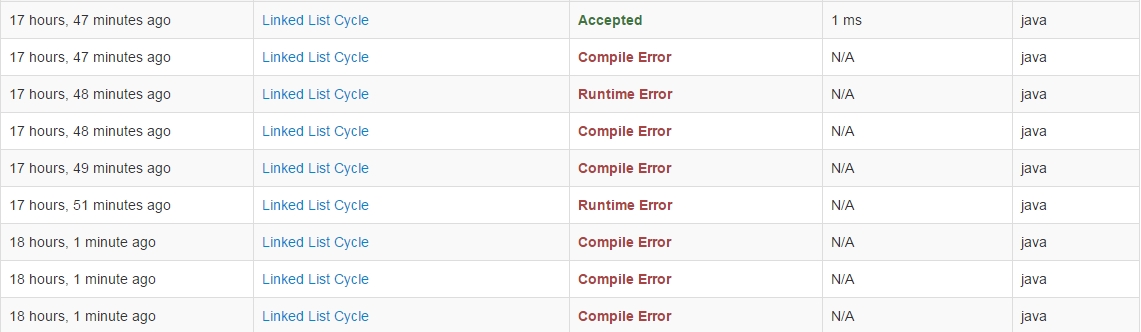 17 hours, 47 minutes ago Linked List Cycle Accepted 1 ms java
17 hours, 47 minutes ago Linked List Cycle Compile Error N/A java
17 hours, 48 minutes ago Linked List Cycle Runtime Error N/A java
17 hours, 48 minutes ago Linked List Cycle Compile Error N/A java
17 hours, 49 minutes ago Linked List Cycle Compile Error N/A java
17 hours, 51 minutes ago Linked List Cycle Runtime Error N/A java
18 hours, 1 minute ago Linked List Cycle Compile Error N/A java
18 hours, 1 minute ago Linked List Cycle Compile Error N/A java
18 hours, 1 minute ago Linked List Cycle Compile Error N/A java